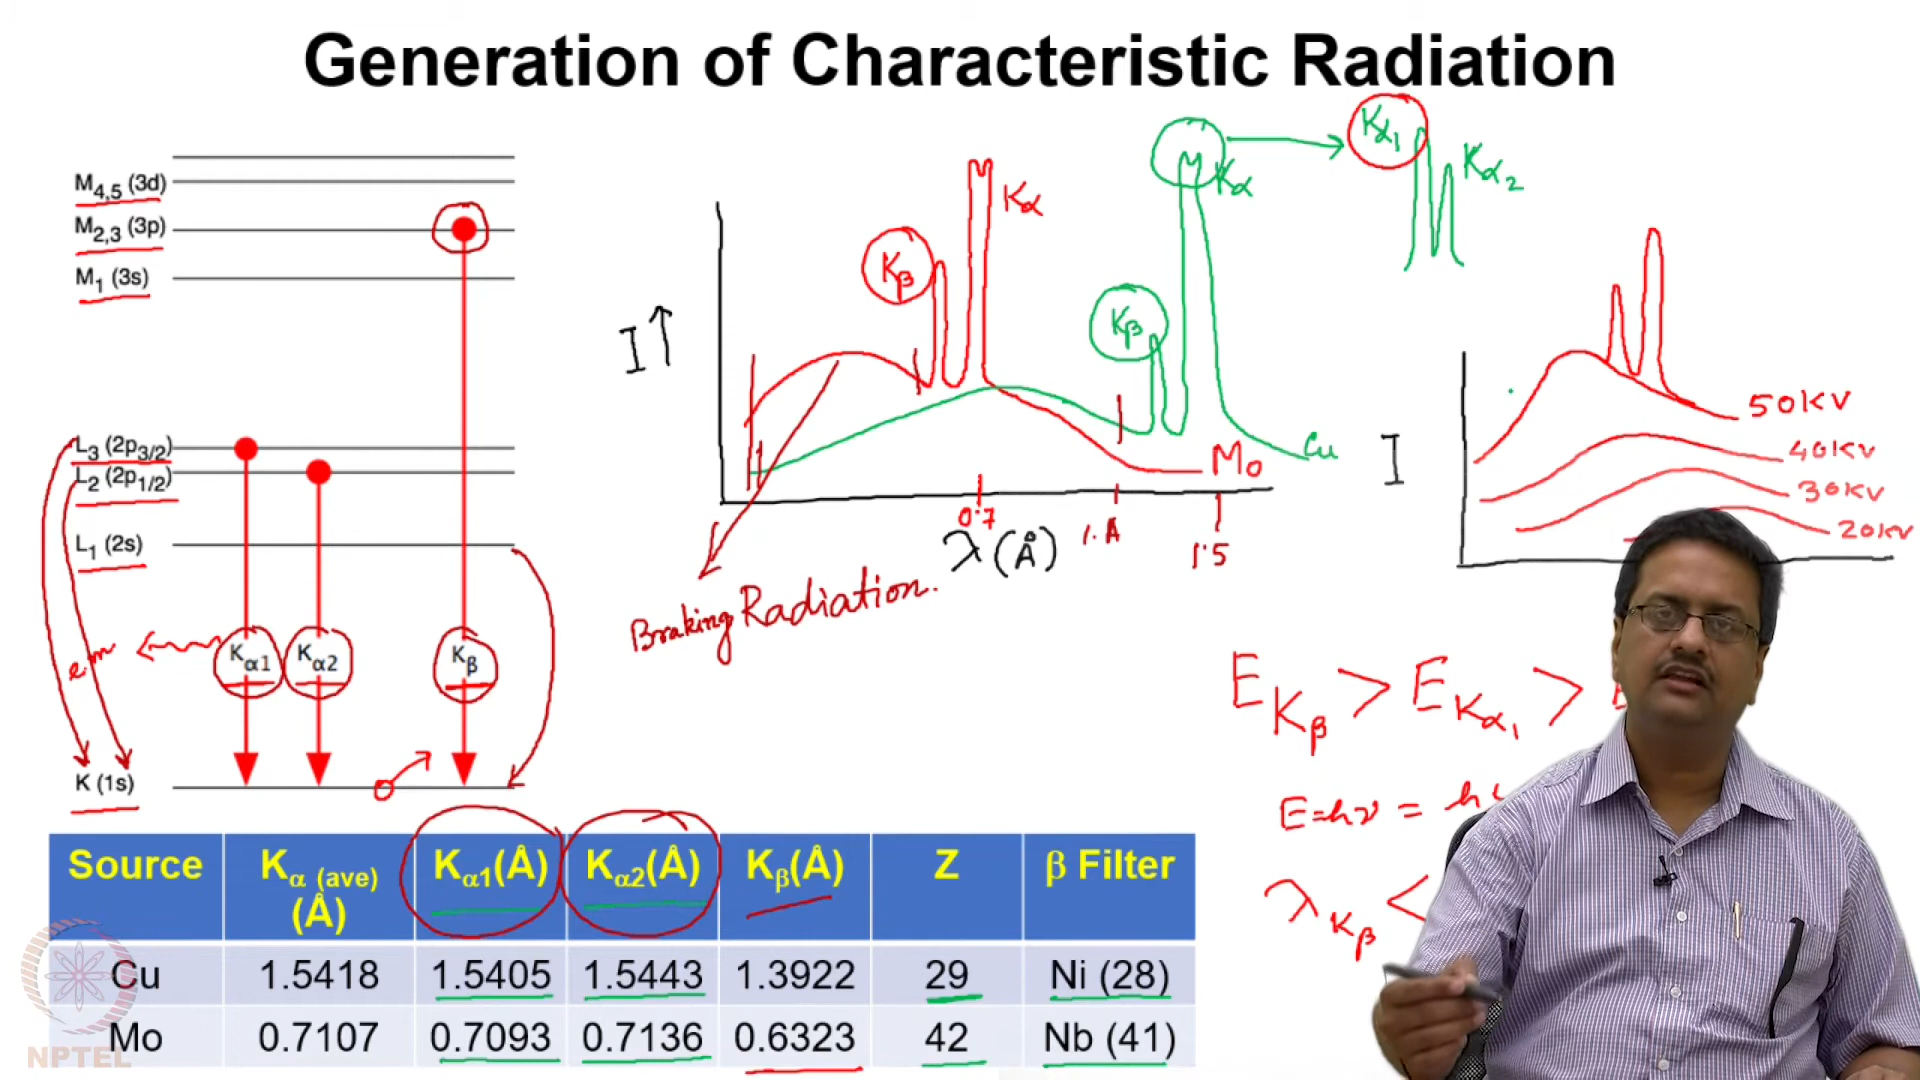 Generation of Characteristic Radiation
M4,5 (3d)
M2,3 (3p)
M1 (3s)
L3 (2p3/2)
L2 (2p1/2)
L1 (2s)
em
Kα1
Kα2
Kβ
K (1s)
I↑
Kβ
Kα
Kβ
Kα
Kα1
Kα2
Mo
Cu
0.7
1.5
λ(Å)
Braking Radiation.
I
50KV
40KV
30KV
20KV
EKβ > EKα1 >
E=hν =
λKβ <
Source Kα (ave) (Å) Kα1(Å) Kα2(Å) Kβ(Å) Z β Filter
Cu 1.5418 1.5405 1.5443 1.3922 29 Ni (28)
Mo 0.7107 0.7093 0.7136 0.6323 42 Nb (41)
NPTEL